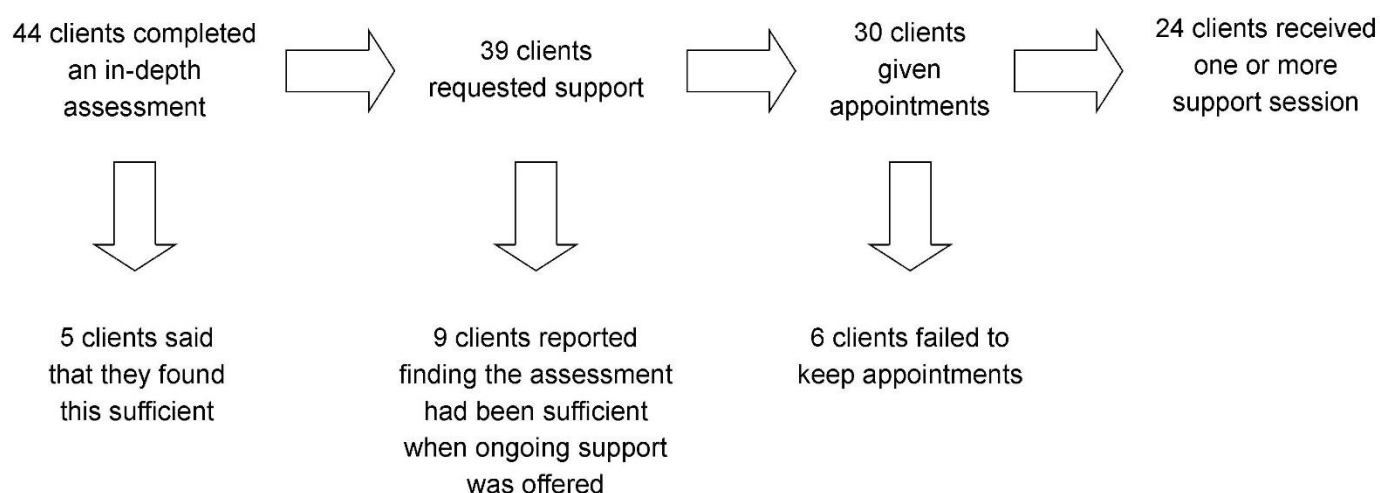 44 clients completed
an in-depth
assessment
39 clients
requested support
30 clients
given
appointments
24 clients received
one or more
support session
5 clients said
that they found
this sufficient
9 clients reported
finding the assessment
had been sufficient
when ongoing support
was offered
6 clients failed to
keep appointments